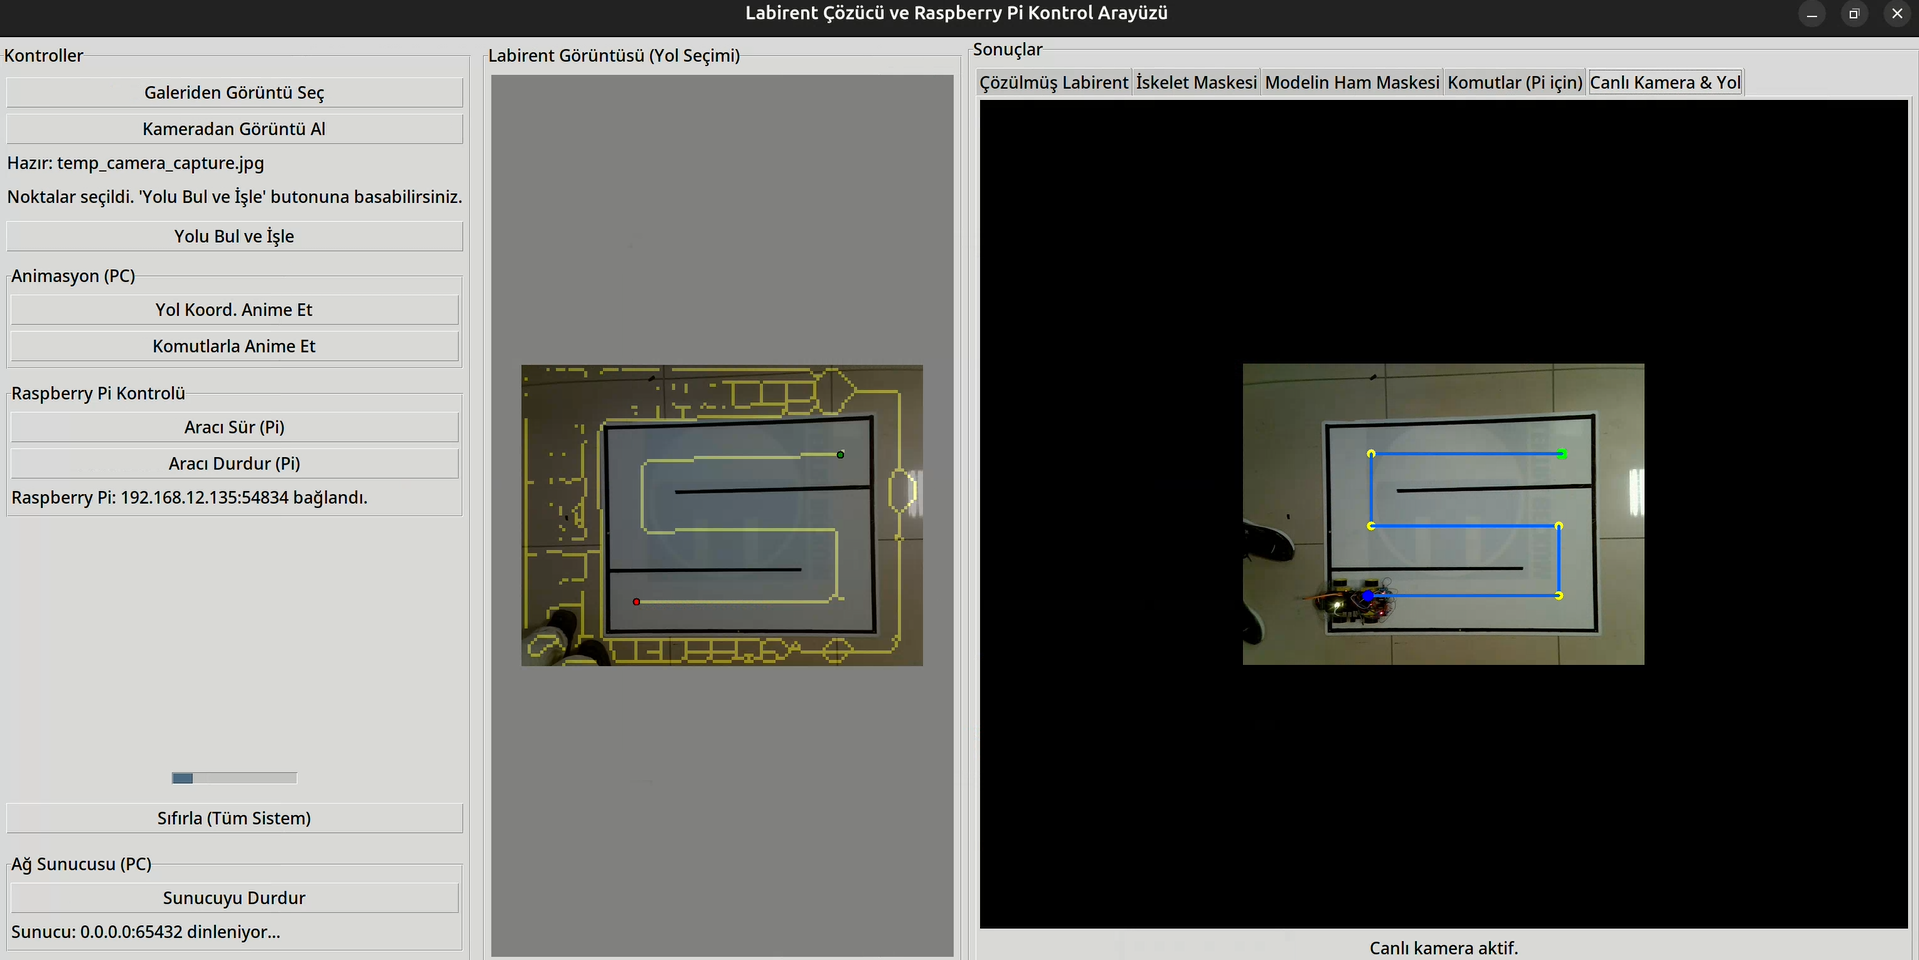 Labirent Çözücü ve Raspberry Pi Kontrol Arayüzü
Kontroller
Galeriden Görüntü Seç
Kameradan Görüntü Al
Hazır: temp_camera_capture.jpg
Noktalar seçildi. 'Yolu Bul ve İşle' butonuna basabilirsiniz.
Yolu Bul ve İşle
Animasyon (PC)
Yol Koord. Anime Et
Komutlarla Anime Et
Raspberry Pi Kontrolü
Aracı Sür (Pi)
Aracı Durdur (Pi)
Raspberry Pi: 192.168.12.135:54834 bağlandı.
Sıfırla (Tüm Sistem)
Ağ Sunucusu (PC)
Sunucuyu Durdur
Sunucu: 0.0.0.0:65432 dinleniyor...
Labirent Görüntüsü (Yol Seçimi)
Sonuçlar
Çözülmüş Labirent İskelet Maskesi Modelin Ham Maskesi Komutlar (Pi için) Canlı Kamera & Yol
Canlı kamera aktif.